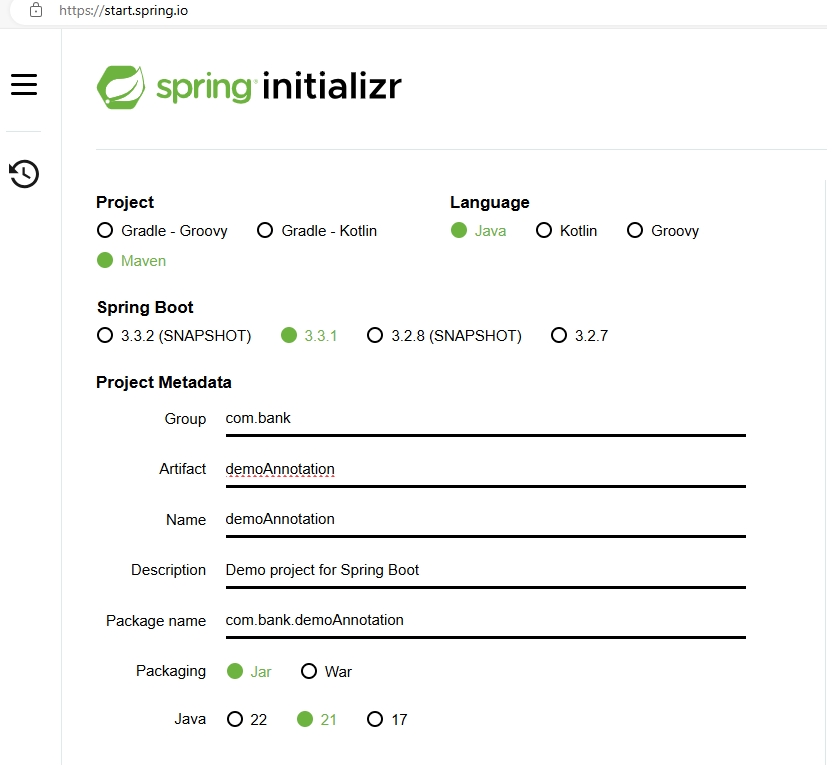 https://start.spring.io
spring initializr
Project
Language
Gradle - Groovy Gradle - Kotlin
Java Kotlin Groovy
Maven
Spring Boot
3.3.2 (SNAPSHOT) 3.3.1 3.2.8 (SNAPSHOT) 3.2.7
Project Metadata
Group com.bank
Artifact demoAnnotation
Name demoAnnotation
Description Demo project for Spring Boot
Package name com.bank.demoAnnotation
Packaging Jar War
Java 22 21 17